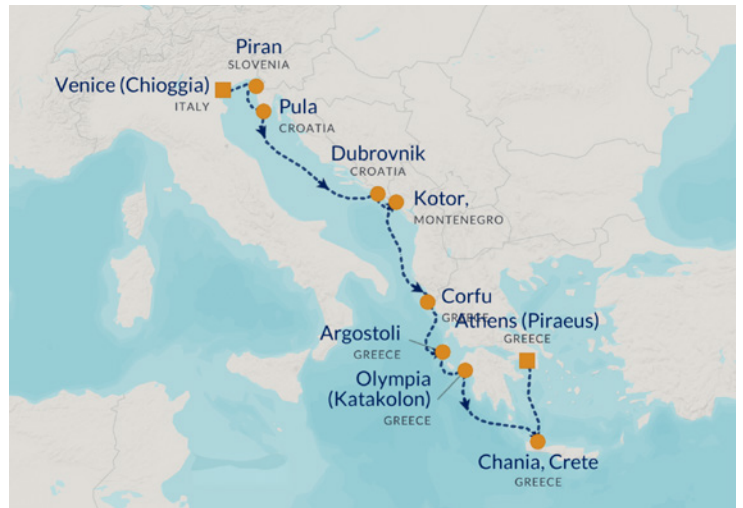 Piran
SLOVENIA
Venice (Chioggia)
ITALY
Pula
CROATIA
Dubrovnik
CROATIA
Kotor,
MONTENEGRO
Corfu
GREECE
Athens (Piraeus)
GREECE
Argostoli
GREECE
Olympia
(Katakolon)
GREECE
Chania, Crete
GREECE